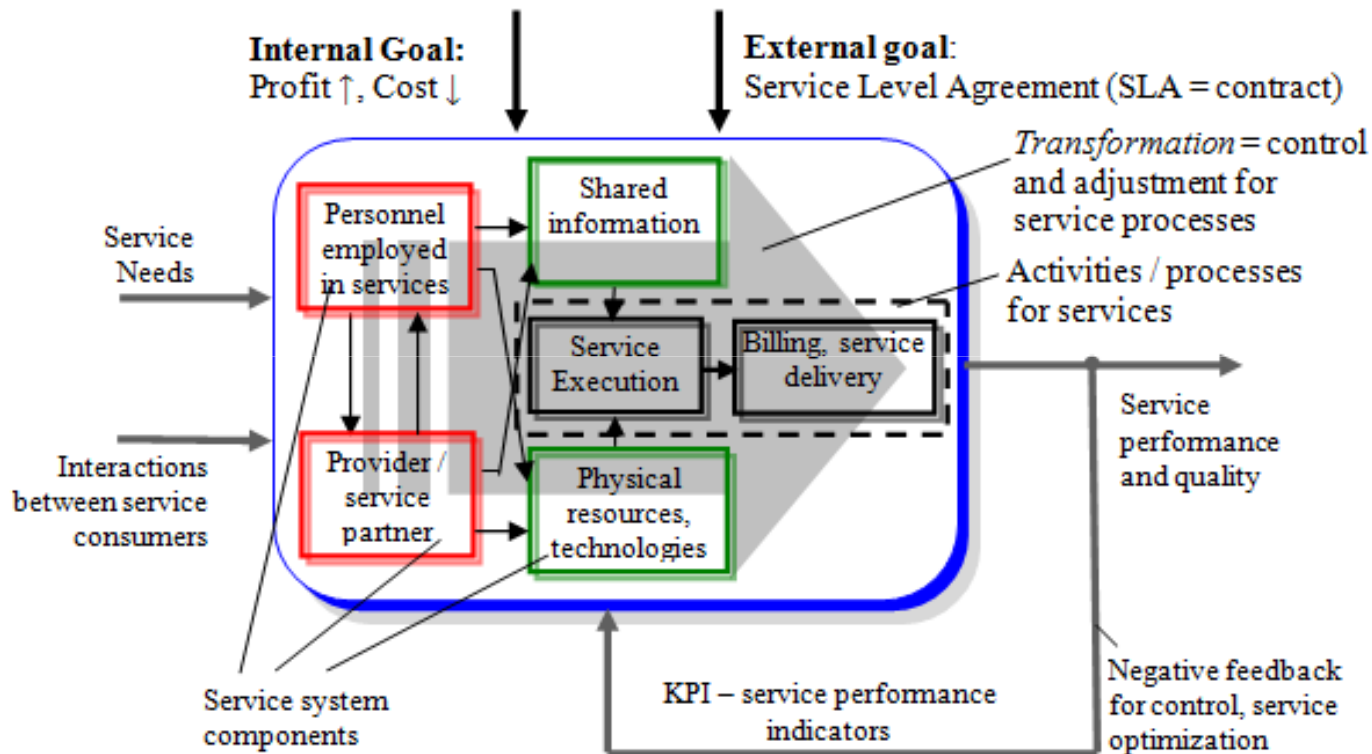 Internal Goal:
Profit ↑, Cost ↓
External goal:
Service Level Agreement (SLA = contract)
Transformation = control
and adjustment for
service processes
Activities / processes
for services
Service
Needs
Interactions
between service
consumers
Personnel
employed
in services
Shared
information
Service
Execution
Billing, service
delivery
Provider /
service
partner
Physical
resources,
technologies
Service
performance
and quality
Service system
components
KPI – service performance
indicators
Negative feedback
for control, service
optimization